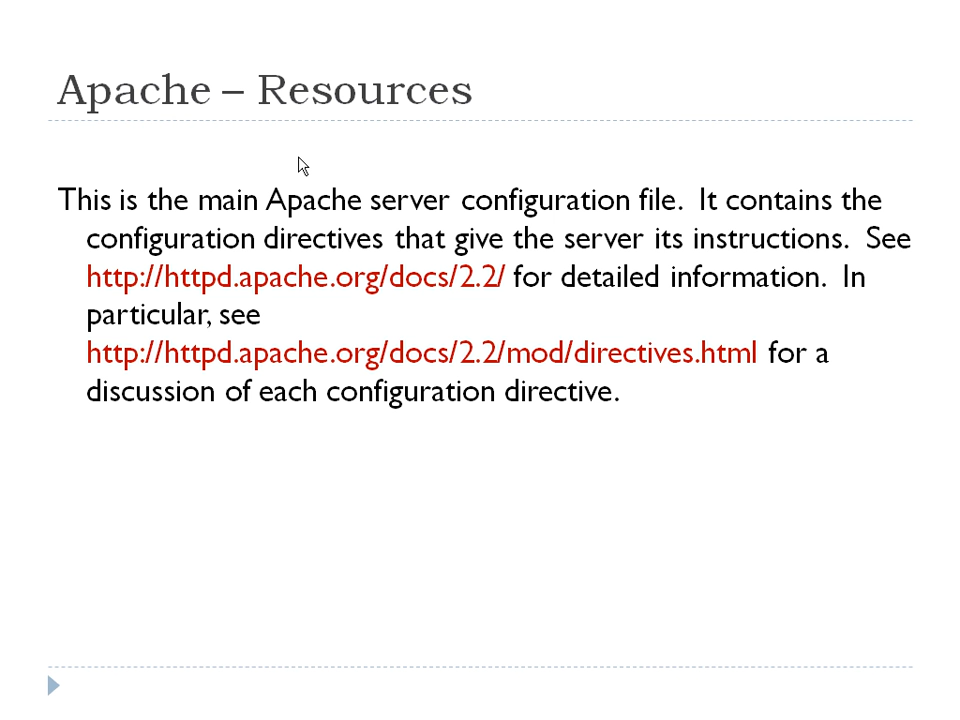 Apache – Resources
This is the main Apache server configuration file.  It contains the
configuration directives that give the server its instructions.  See
http://httpd.apache.org/docs/2.2/ for detailed information.  In
particular, see
http://httpd.apache.org/docs/2.2/mod/directives.html for a
discussion of each configuration directive.